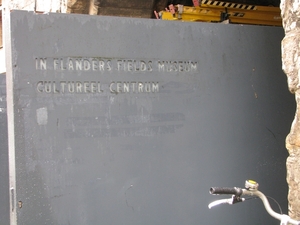 IN FLANDERS FIELDS MUSEUM
CULTUREEL CENTRUM